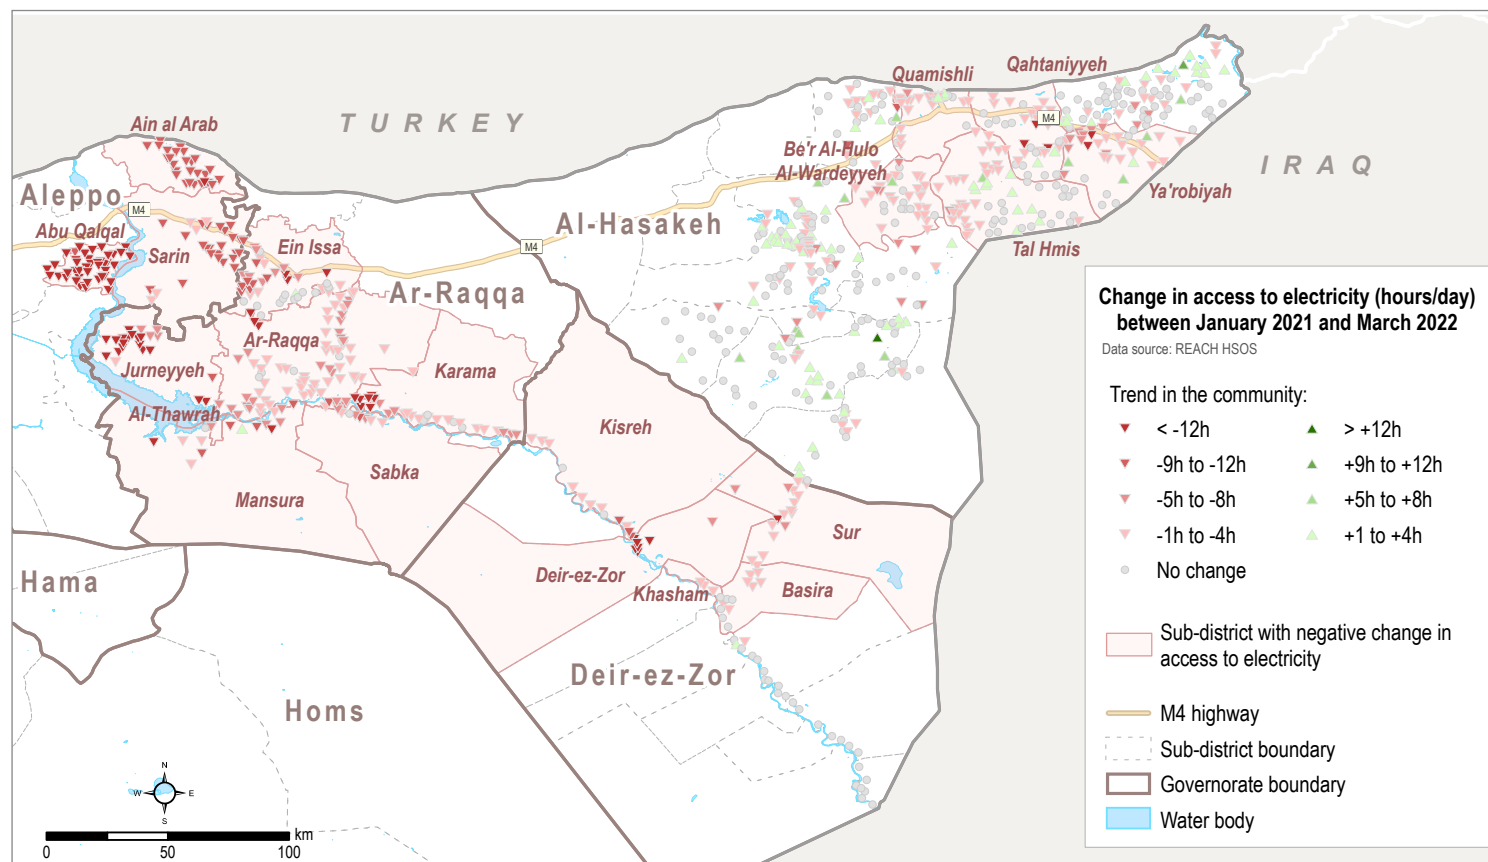 TURKEY
IRAQ
Quamishli
Qahtaniyyeh
Ain al Arab
M4
Be'r Al-Hulo
Al-Wardeyyeh
Ya'robiyah
Aleppo
M4
Abu Qalqal
Al-Hasakeh
Ein Issa
M4
Sarin
Tal Hmis
Ar-Raqqa
Ar-Raqqa
Jurneyyeh
Karama
Al-Thawrah
Kisreh
Sabka
Mansura
Sur
Hama
Deir-ez-Zor
Khasham
Basira
Deir-ez-Zor
Homs
N
W
E
S
km
0
50
100
Change in access to electricity (hours/day)
between January 2021 and March 2022
Data source: REACH HSOS
Trend in the community:
< -12h
> +12h
-9h to -12h
+9h to +12h
-5h to -8h
+5h to +8h
-1h to -4h
+1 to +4h
No change
Sub-district with negative change in
access to electricity
M4 highway
Sub-district boundary
Governorate boundary
Water body